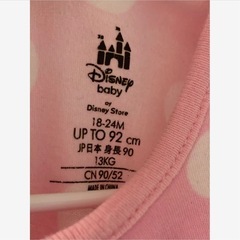 Disney
baby
or
Disney Store
18-24M
UP TO 92 cm
JP日本 身長 90
13KG
CN 90/52
MADE IN CHINA